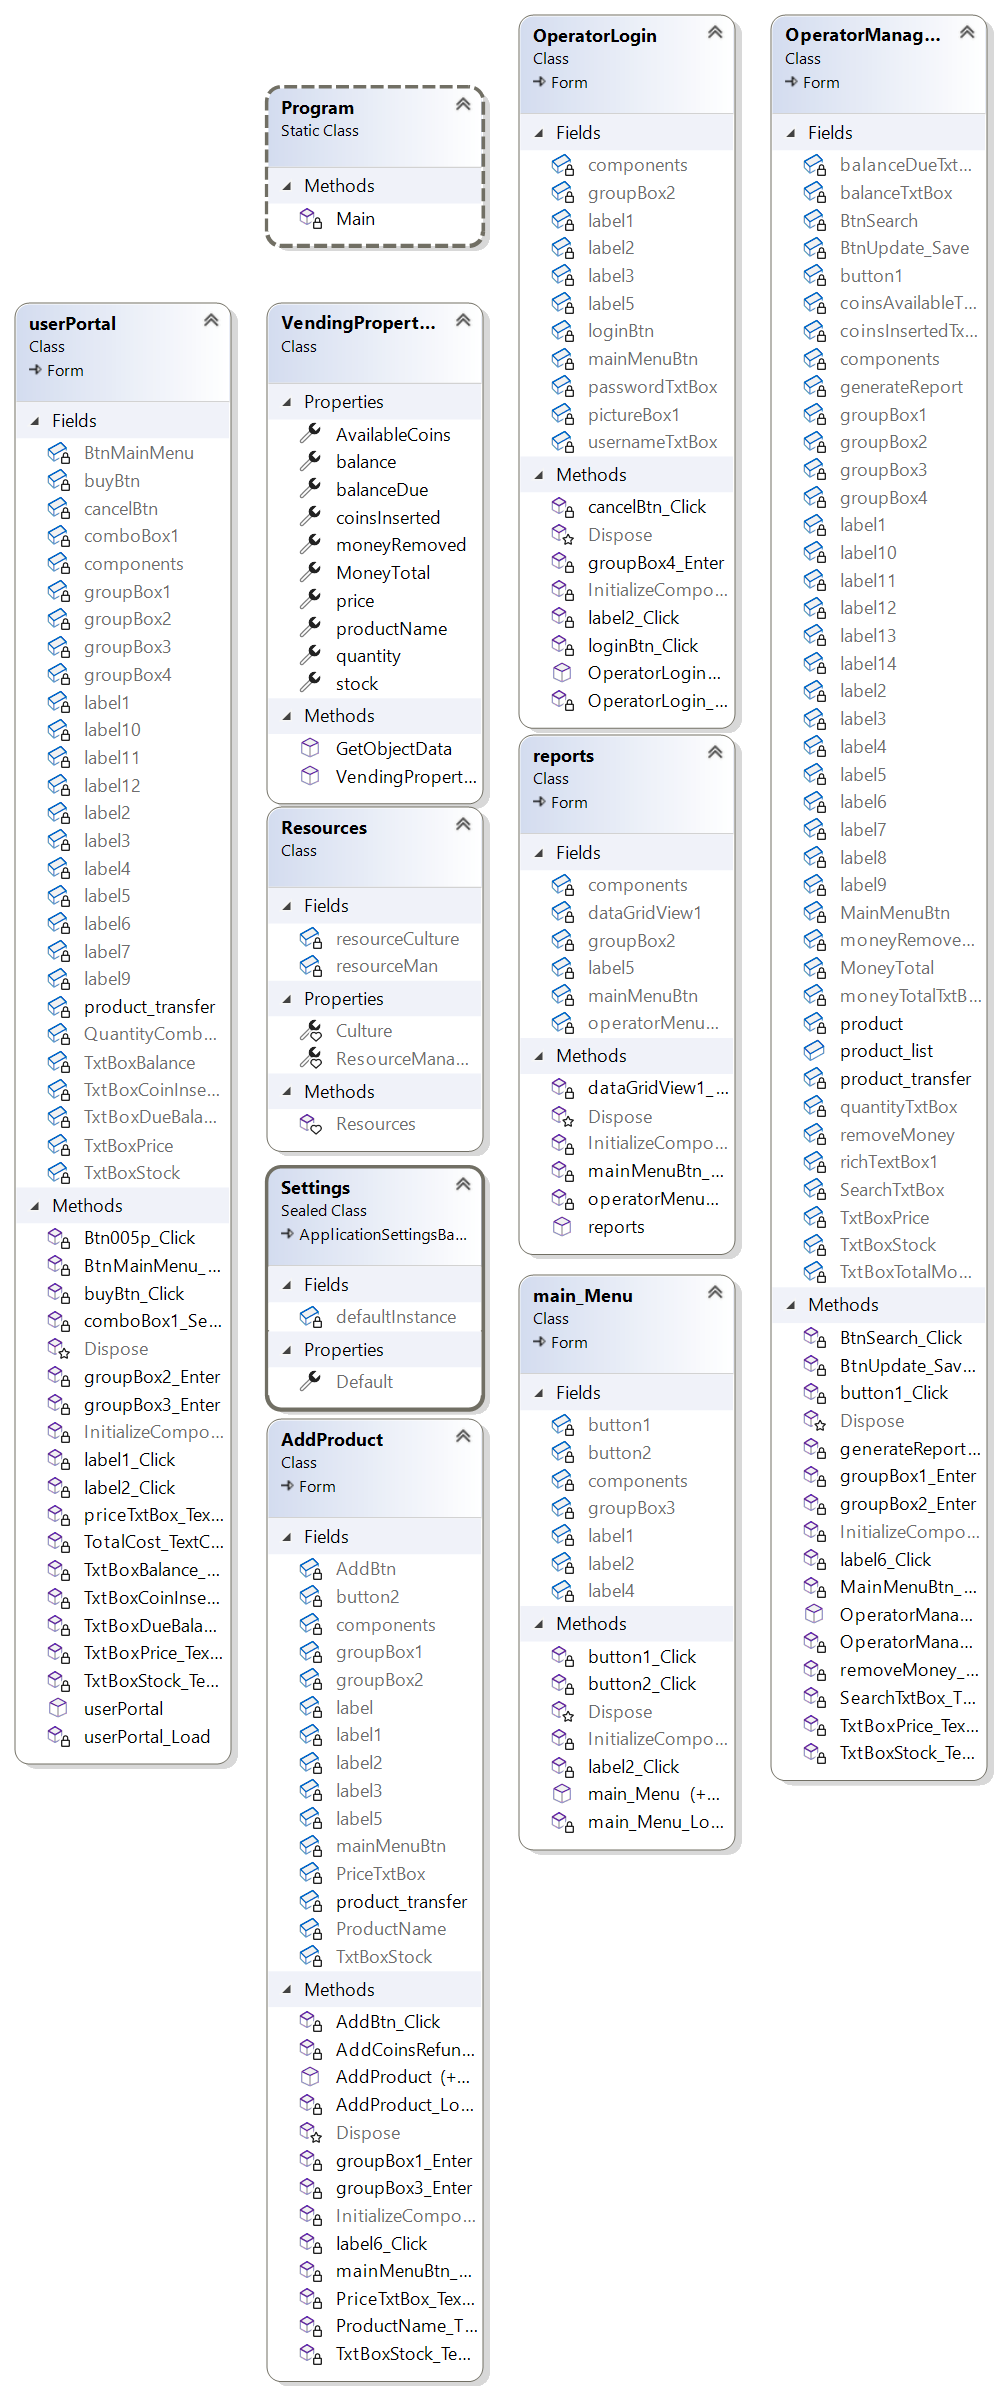 Program
Static Class
Methods
Main
userPortal
Class
Form
Fields
BtnMainMenu
buyBtn
cancelBtn
comboBox1
components
groupBox1
groupBox2
groupBox3
groupBox4
label1
label10
label11
label12
label2
label3
label4
label5
label6
label7
label9
product_transfer
QuantityComb...
TxtBoxBalance
TxtBoxCoinInse...
TxtBoxDueBala...
TxtBoxPrice
TxtBoxStock
Methods
Btn005p_Click
BtnMainMenu_...
buyBtn_Click
comboBox1_Se...
Dispose
groupBox2_Enter
groupBox3_Enter
InitializeCompo...
label1_Click
label2_Click
priceTxtBox_Tex...
TotalCost_TextC...
TxtBoxBalance_...
TxtBoxCoinInse...
TxtBoxDueBala...
TxtBoxPrice_Tex...
TxtBoxStock_Te...
userPortal
userPortal_Load
VendingPropert...
Class
Properties
AvailableCoins
balance
balanceDue
coinsInserted
moneyRemoved
MoneyTotal
price
productName
quantity
stock
Methods
GetObjectData
VendingPropert...
Resources
Class
Fields
resourceCulture
resourceMan
Properties
Culture
ResourceMana...
Methods
Resources
Settings
Sealed Class
ApplicationSettingsBa...
Fields
defaultInstance
Properties
Default
AddProduct
Class
Form
Fields
AddBtn
button2
components
groupBox1
groupBox2
label
label1
label2
label3
label5
mainMenuBtn
PriceTxtBox
product_transfer
ProductName
TxtBoxStock
Methods
AddBtn_Click
AddCoinsRefun...
AddProduct (+...
AddProduct_Lo...
Dispose
groupBox1_Enter
groupBox3_Enter
InitializeCompo...
label6_Click
mainMenuBtn_...
PriceTxtBox_Tex...
ProductName_T...
TxtBoxStock_Te...
OperatorLogin
Class
Form
Fields
components
groupBox2
label1
label2
label3
label5
loginBtn
mainMenuBtn
passwordTxtBox
pictureBox1
usernameTxtBox
Methods
cancelBtn_Click
Dispose
groupBox4_Enter
InitializeCompo...
label2_Click
loginBtn_Click
OperatorLogin...
OperatorLogin_...
reports
Class
Form
Fields
components
dataGridView1
groupBox2
label5
mainMenuBtn
operatorMenu...
Methods
dataGridView1_...
Dispose
InitializeCompo...
mainMenuBtn_...
operatorMenu...
reports
main_Menu
Class
Form
Fields
button1
button2
components
groupBox3
label1
label2
label4
Methods
button1_Click
button2_Click
Dispose
InitializeCompo...
label2_Click
main_Menu (+...
main_Menu_Lo...
OperatorManag...
Class
Form
Fields
balanceDueTxt...
balanceTxtBox
BtnSearch
BtnUpdate_Save
button1
coinsAvailableT...
coinsInsertedTx...
components
generateReport
groupBox1
groupBox2
groupBox3
groupBox4
label1
label10
label11
label12
label13
label14
label2
label3
label4
label5
label6
label7
label8
label9
MainMenuBtn
moneyRemove...
MoneyTotal
moneyTotalTxtB...
product
product_list
product_transfer
quantityTxtBox
removeMoney
richTextBox1
SearchTxtBox
TxtBoxPrice
TxtBoxStock
TxtBoxTotalMo...
Methods
BtnSearch_Click
BtnUpdate_Sav...
button1_Click
Dispose
generateReport...
groupBox1_Enter
groupBox2_Enter
InitializeCompo...
label6_Click
MainMenuBtn_...
OperatorMana...
OperatorMana...
removeMoney_...
SearchTxtBox_T...
TxtBoxPrice_Tex...
TxtBoxStock_Te...